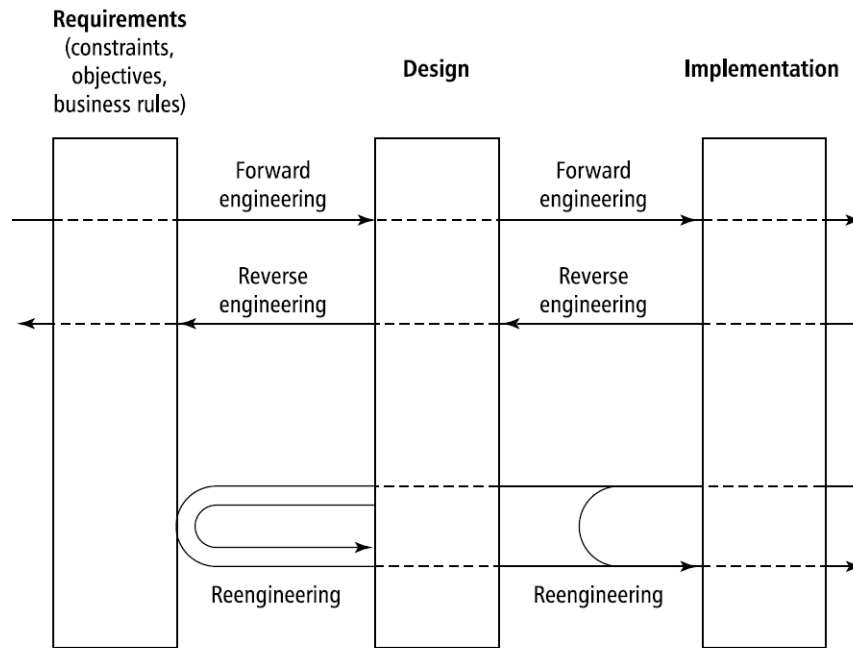 Requirements
(constraints,
objectives,
business rules)
Design
Implementation
Forward
engineering
Forward
engineering
Reverse
engineering
Reverse
engineering
Reengineering
Reengineering